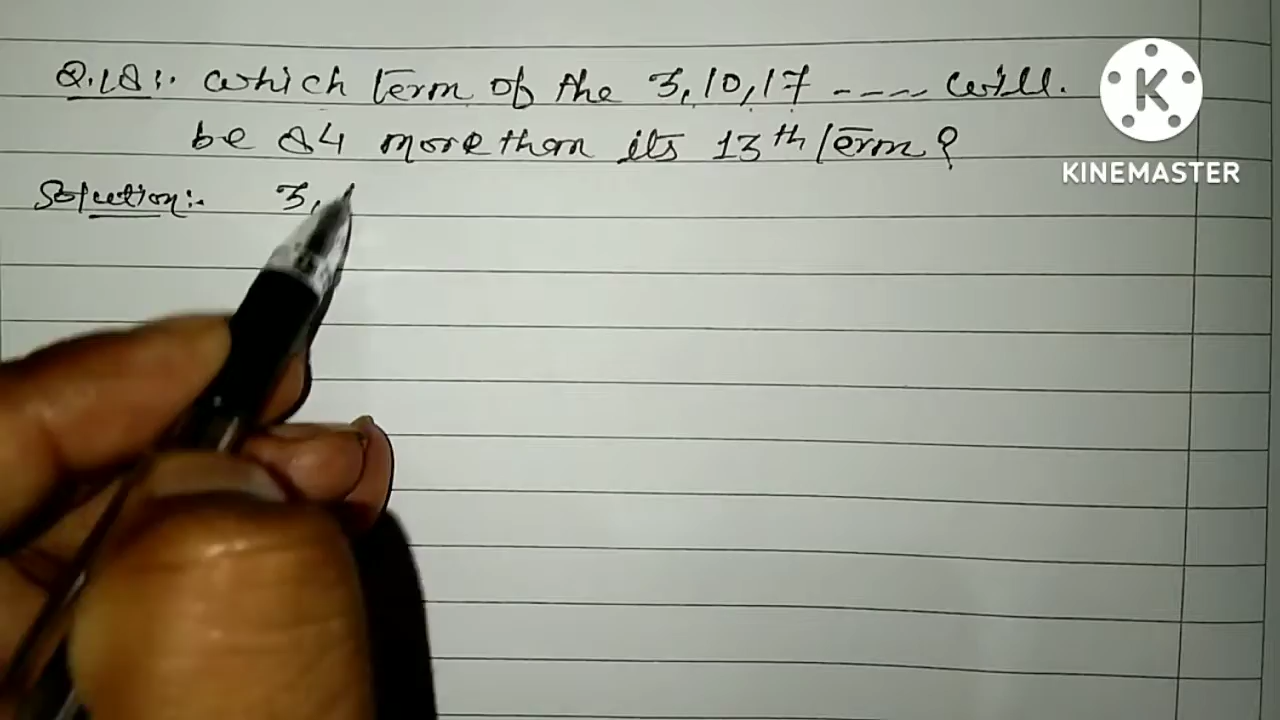 Q.18:. which term of the 3,10,17 ---- will.
be 84 more than its 13th term?
Solution:. 3,
K
KINEMASTER